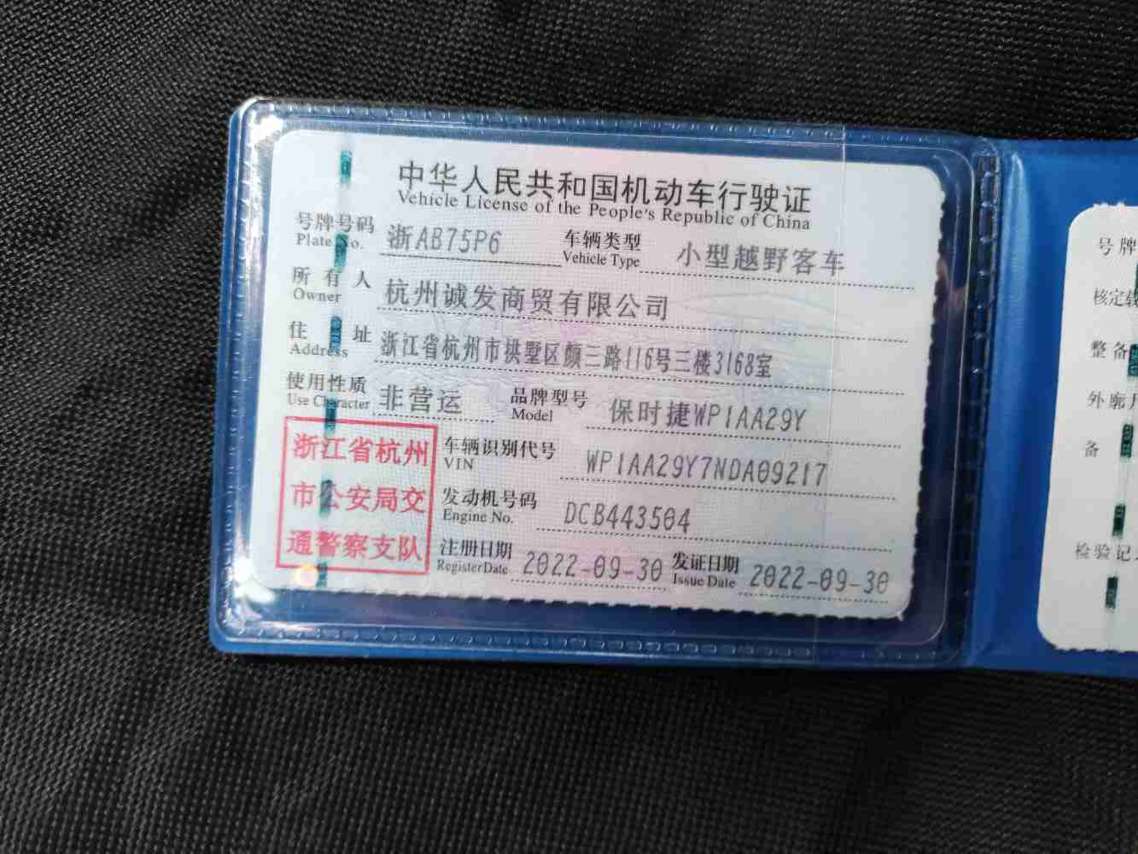 中华人民共和国机动车行驶证
Vehicle License of the People's Republic of China
号牌号码 浙AB75P6 车辆类型 小型越野客车
Plate No. Vehicle Type
所有人 杭州诚发商贸有限公司
Owner
住址 浙江省杭州市拱墅区颜三路116号三楼3168室
Address
使用性质 非营运 品牌型号 保时捷WP1AA29Y
Use Character Model
浙江省杭州
市公安局交
通警察支队
车辆识别代号 WP1AA29Y7NDA09217
VIN
发动机号码 DCB443504
Engine No.
注册日期 2022-09-30 发证日期 2022-09-30
Register Date Issue Date
号牌
核定载
整备
外廓尺
备
检验记